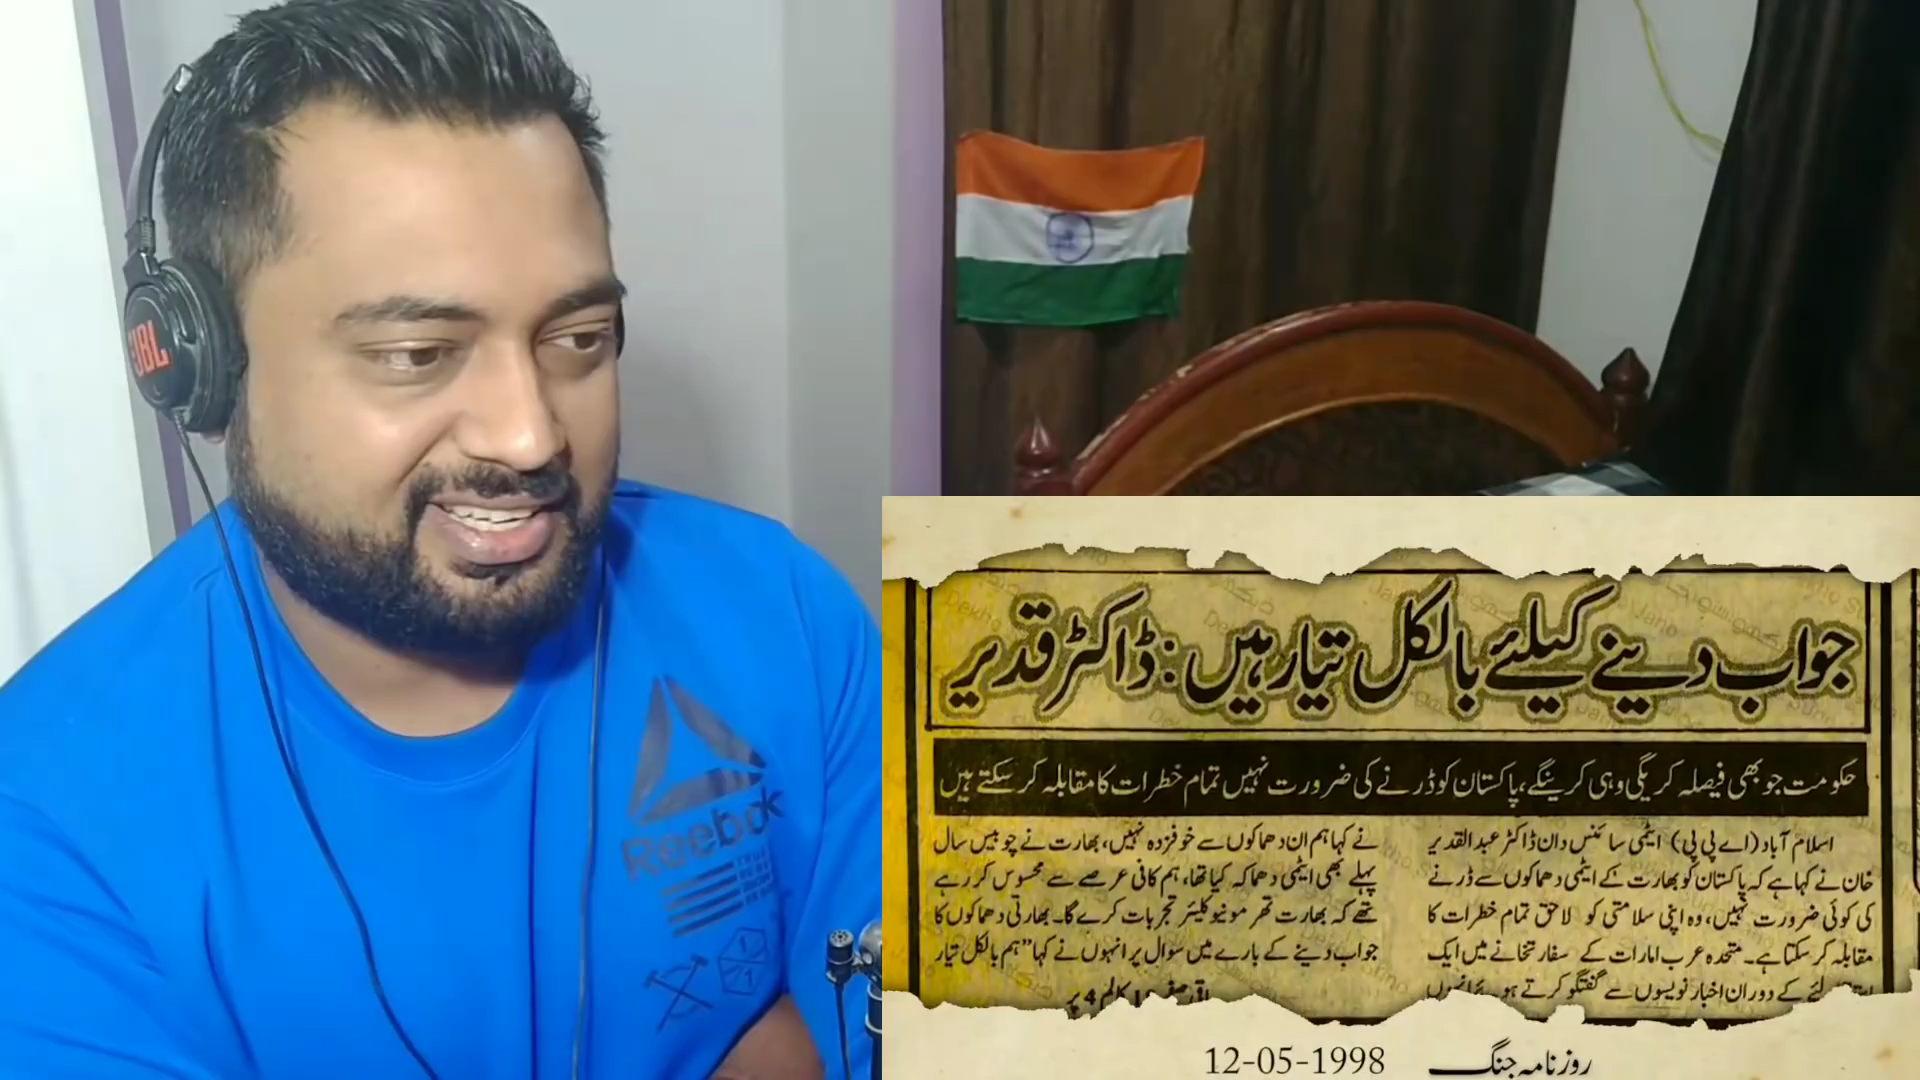 JBL
Reebok
جواب دینے کیلئے بالکل تیار ہیں: ڈاکٹر قدیر
حکومت جو بھی فیصلہ کریگی وہی کرینگے، پاکستان کو ڈرنے کی ضرورت نہیں تمام خطرات کا مقابلہ کر سکتے ہیں
اسلام آباد (اے پی پی) ایٹمی سائنس دان ڈاکٹر عبدالقدیر
خان نے کہا ہے کہ پاکستان کو بھارت کے ایٹمی دھماکوں سے ڈرنے
کی کوئی ضرورت نہیں، وہ اپنی سلامتی کو لاحق تمام خطرات کا
مقابلہ کر سکتا ہے۔ متحدہ عرب امارات کے سفارتخانے میں ایک
کے دوران اخبار نویسوں سے گفتگو کرتے ہوئے انہوں
نے کہا ہم ان دھماکوں سے خوفزدہ نہیں، بھارت نے چوبیس سال
پہلے بھی ایٹمی دھماکہ کیا تھا، ہم کافی عرصے سے محسوس کر رہے
تھے کہ بھارت تھرمو نیوکلیئر تجربات کرے گا۔ بھارتی دھماکوں کا
جواب دینے کے بارے میں سوال پر انہوں نے کہا ”ہم بالکل تیار
کالم 4 پر
روزنامہ جنگ 12-05-1998